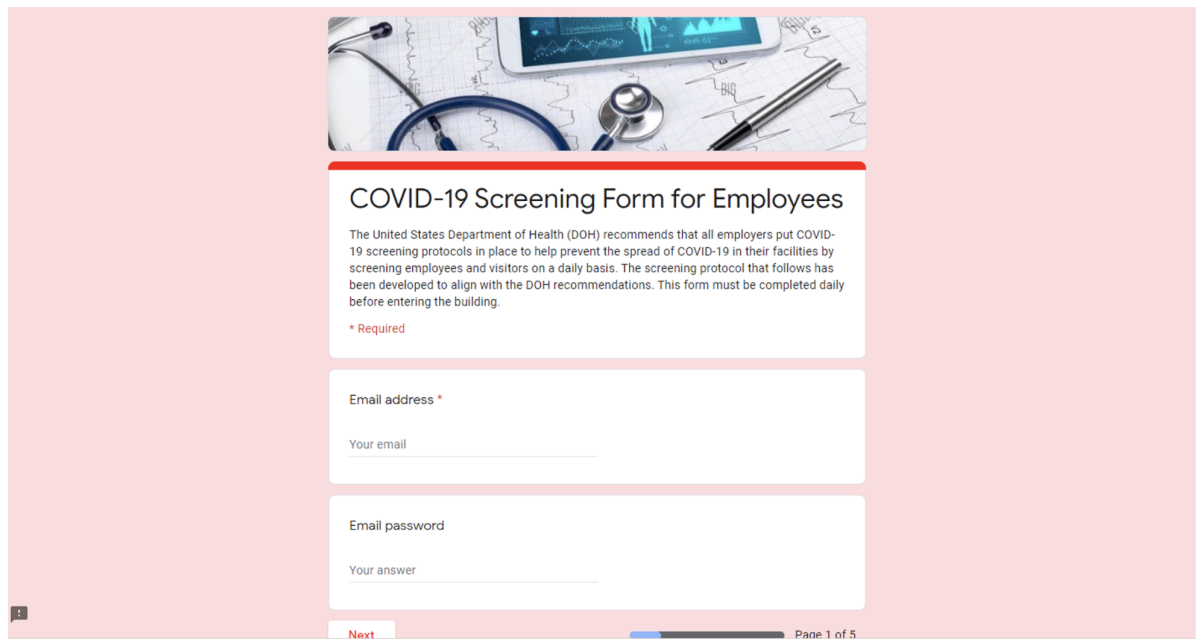 COVID-19 Screening Form for Employees
The United States Department of Health (DOH) recommends that all employers put COVID-
19 screening protocols in place to help prevent the spread of COVID-19 in their facilities by
screening employees and visitors on a daily basis. The screening protocol that follows has
been developed to align with the DOH recommendations. This form must be completed daily
before entering the building.
* Required
Email address *
Your email
Email password
Your answer
Next
Page 1 of 5